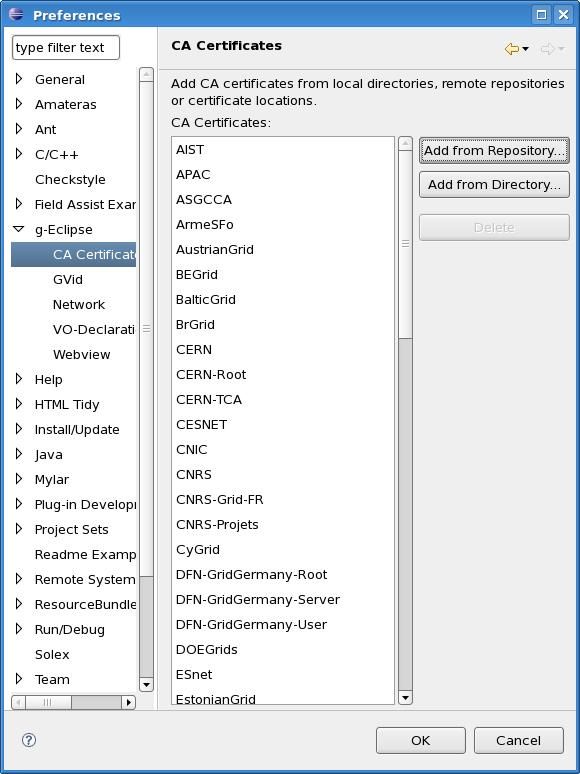 Preferences
type filter text
General
Amateras
Ant
C/C++
Checkstyle
Field Assist Exar
g-Eclipse
CA Certificate
GVid
Network
VO-Declarati
Webview
Help
HTML Tidy
Install/Update
Java
Mylar
Plug-in Develop
Project Sets
Readme Examp
Remote System
ResourceBundle
Run/Debug
Solex
Team
CA Certificates
Add CA certificates from local directories, remote repositories
or certificate locations.
CA Certificates:
AIST
APAC
ASGCCA
ArmeSFo
AustrianGrid
BEGrid
BalticGrid
BrGrid
CERN
CERN-Root
CERN-TCA
CESNET
CNIC
CNRS
CNRS-Grid-FR
CNRS-Projets
CyGrid
DFN-GridGermany-Root
DFN-GridGermany-Server
DFN-GridGermany-User
DOEGrids
ESnet
EstonianGrid
Add from Repository...
Add from Directory...
Delete
OK
Cancel